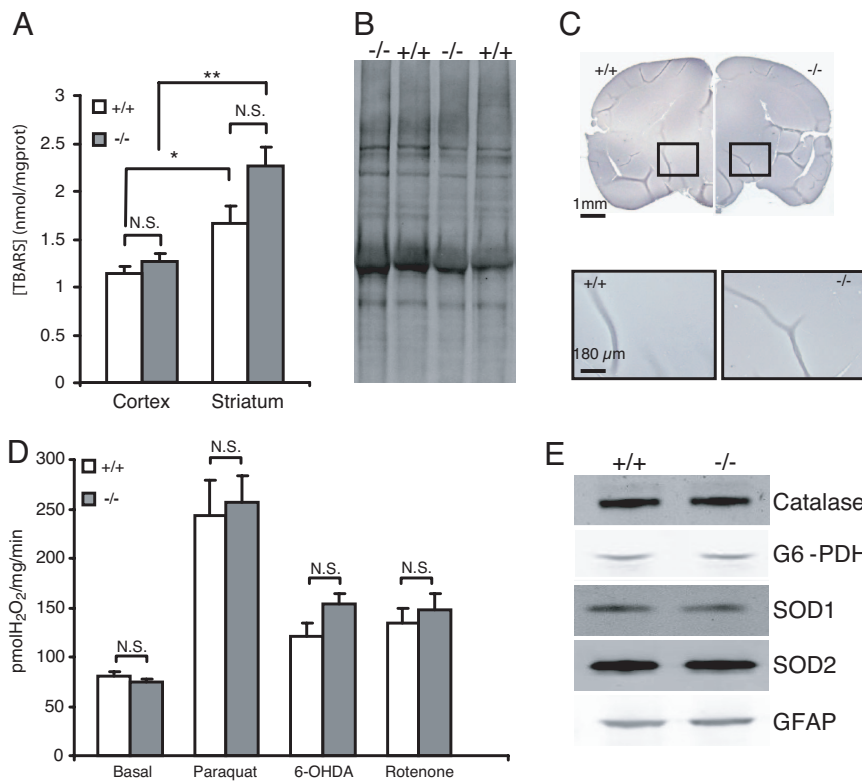 A
[TBARS] (nmol/mgprot)
3
2.5
2
1.5
1
0.5
0
+/+
-/-
**
*
N.S.
N.S.
Cortex
Striatum
B
-/- +/+ -/- +/+
C
+/+
-/-
1mm
+/+
-/-
180 µm
D
pmolH₂O₂/mg/min
300
250
200
150
100
50
0
+/+
-/-
N.S.
N.S.
N.S.
N.S.
Basal
Paraquat
6-OHDA
Rotenone
E
+/+ -/-
Catalase
G6-PDH
SOD1
SOD2
GFAP